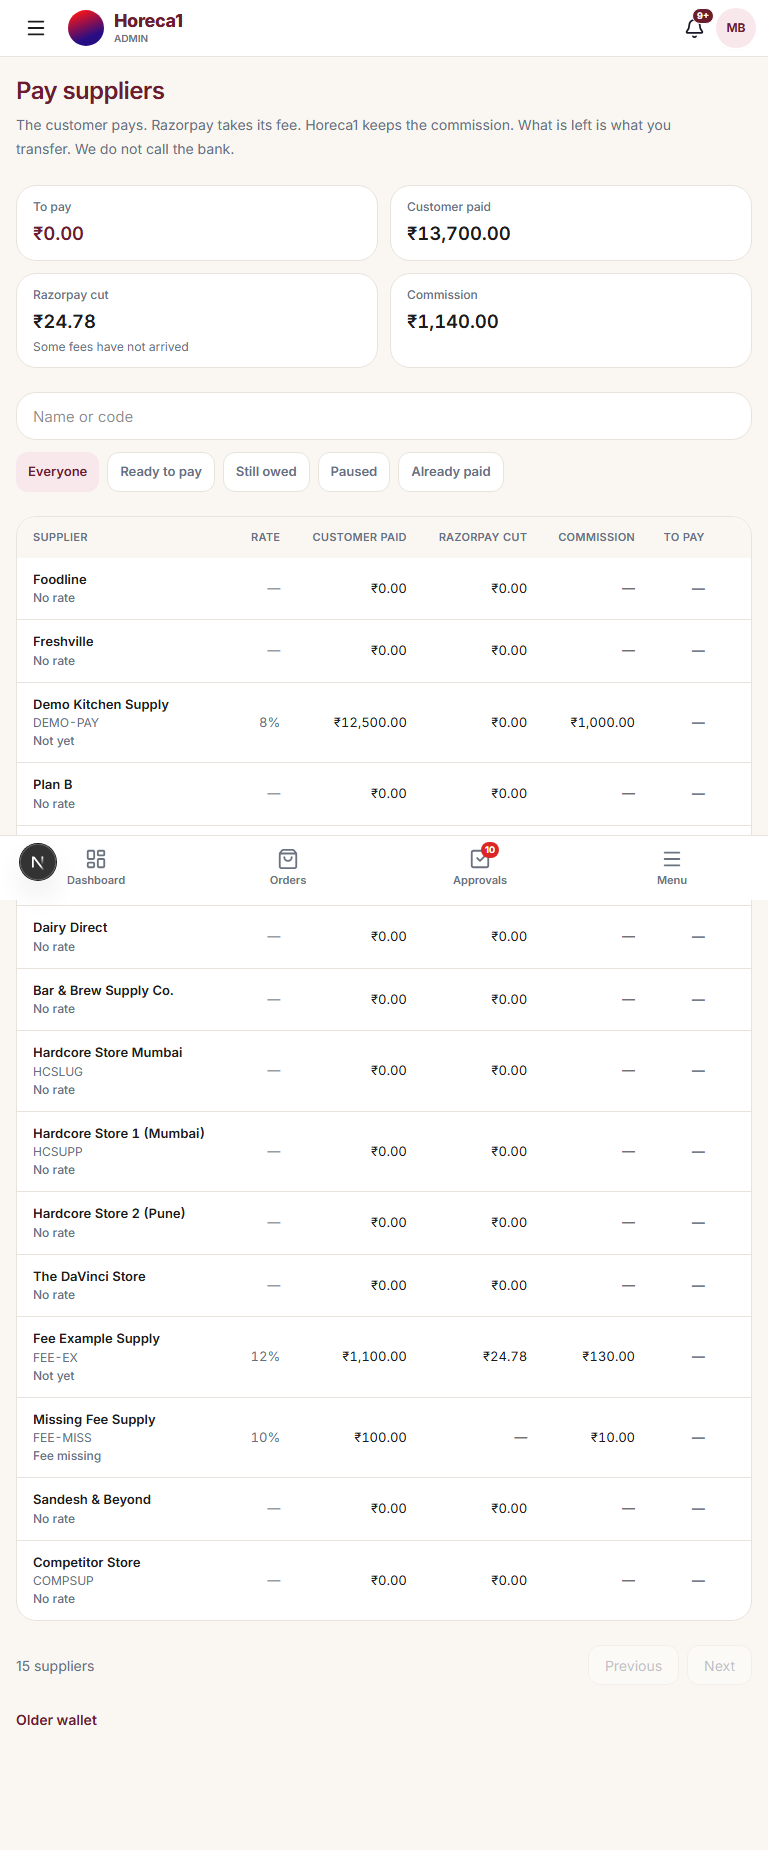 Horeca1
ADMIN
9+
MB
Pay suppliers
The customer pays. Razorpay takes its fee. Horeca1 keeps the commission. What is left is what you
transfer. We do not call the bank.
To pay
₹0.00
Customer paid
₹13,700.00
Razorpay cut
₹24.78
Some fees have not arrived
Commission
₹1,140.00
Name or code
Everyone Ready to pay Still owed Paused Already paid
SUPPLIER RATE CUSTOMER PAID RAZORPAY CUT COMMISSION TO PAY
Foodline
No rate
— ₹0.00 ₹0.00 — —
Freshville
No rate
— ₹0.00 ₹0.00 — —
Demo Kitchen Supply
DEMO-PAY
Not yet
8% ₹12,500.00 ₹0.00 ₹1,000.00 —
Plan B
No rate
— ₹0.00 ₹0.00 — —
N
Dashboard
Orders
10
Approvals
Menu
Dairy Direct
No rate
— ₹0.00 ₹0.00 — —
Bar & Brew Supply Co.
No rate
— ₹0.00 ₹0.00 — —
Hardcore Store Mumbai
HCSLUG
No rate
— ₹0.00 ₹0.00 — —
Hardcore Store 1 (Mumbai)
HCSUPP
No rate
— ₹0.00 ₹0.00 — —
Hardcore Store 2 (Pune)
No rate
— ₹0.00 ₹0.00 — —
The DaVinci Store
No rate
— ₹0.00 ₹0.00 — —
Fee Example Supply
FEE-EX
Not yet
12% ₹1,100.00 ₹24.78 ₹130.00 —
Missing Fee Supply
FEE-MISS
Fee missing
10% ₹100.00 — ₹10.00 —
Sandesh & Beyond
No rate
— ₹0.00 ₹0.00 — —
Competitor Store
COMPSUP
No rate
— ₹0.00 ₹0.00 — —
15 suppliers
Previous Next
Older wallet